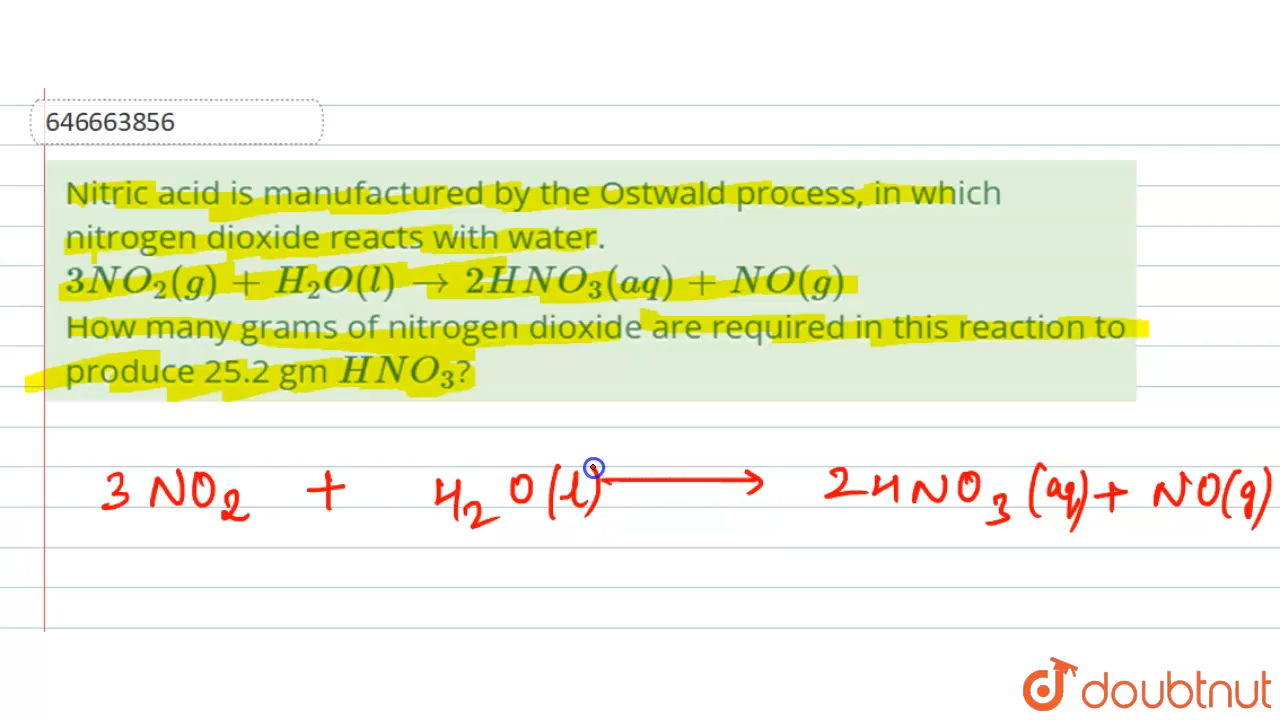 646663856
Nitric acid is manufactured by the Ostwald process, in which
nitrogen dioxide reacts with water.
3NO₂(g) + H₂O(l) → 2HNO₃(aq) + NO(g)
How many grams of nitrogen dioxide are required in this reaction to
produce 25.2 gm HNO₃?
3 NO₂ + H₂O(l) → 2HNO₃(aq) + NO(g)
doubtnut